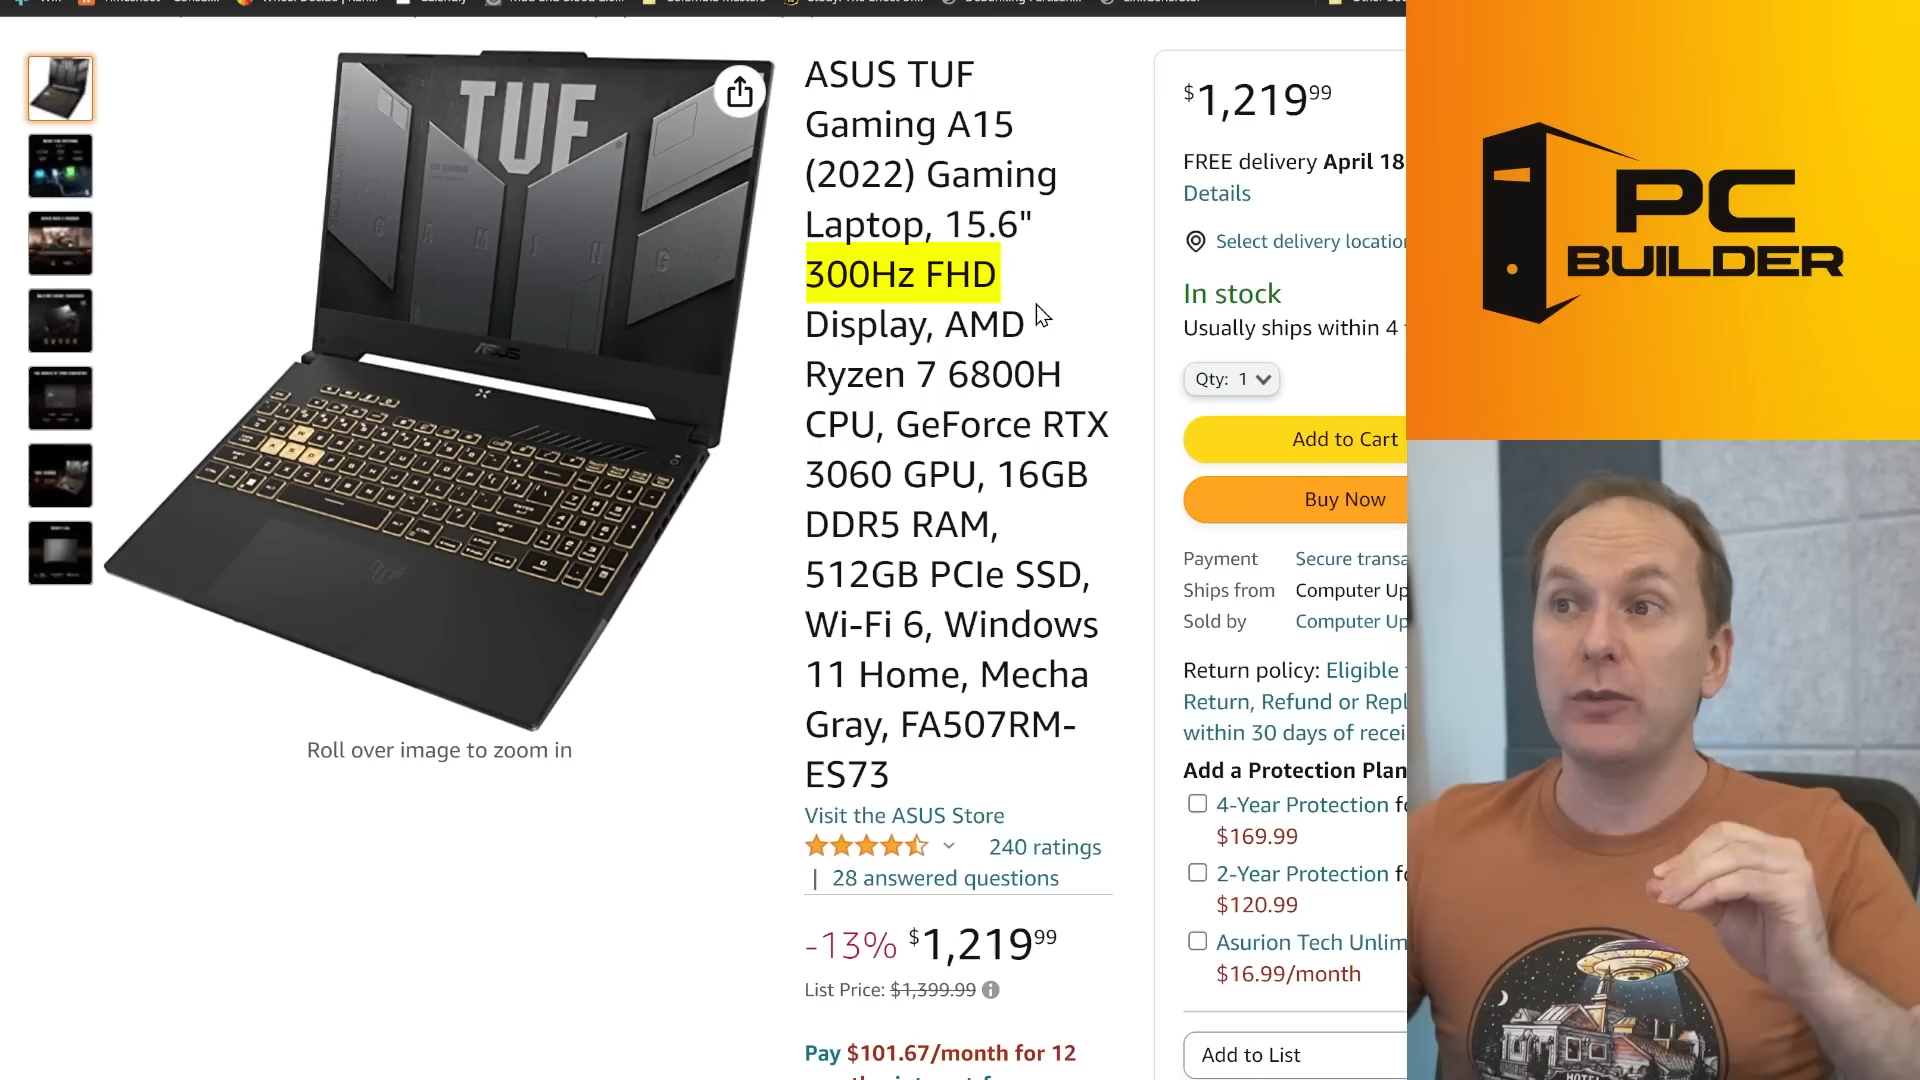 TUF
GAMING
ASUS
Roll over image to zoom in
ASUS TUF
Gaming A15
(2022) Gaming
Laptop, 15.6"
300Hz FHD
Display, AMD
Ryzen 7 6800H
CPU, GeForce RTX
3060 GPU, 16GB
DDR5 RAM,
512GB PCIe SSD,
Wi-Fi 6, Windows
11 Home, Mecha
Gray, FA507RM-
ES73
Visit the ASUS Store
240 ratings
| 28 answered questions
-13% $1,219 99
List Price: $1,399.99
Pay $101.67/month for 12
$1,219 99
FREE delivery April 18
Details
Select delivery locatio
In stock
Usually ships within 4
Qty: 1
Add to Cart
Buy Now
Payment Secure transa
Ships from Computer Up
Sold by Computer Up
Return policy: Eligible
Return, Refund or Repl
within 30 days of recei
Add a Protection Plan
4-Year Protection fo
$169.99
2-Year Protection fo
$120.99
Asurion Tech Unlim
$16.99/month
Add to List
PC
BUILDER
HOTEL